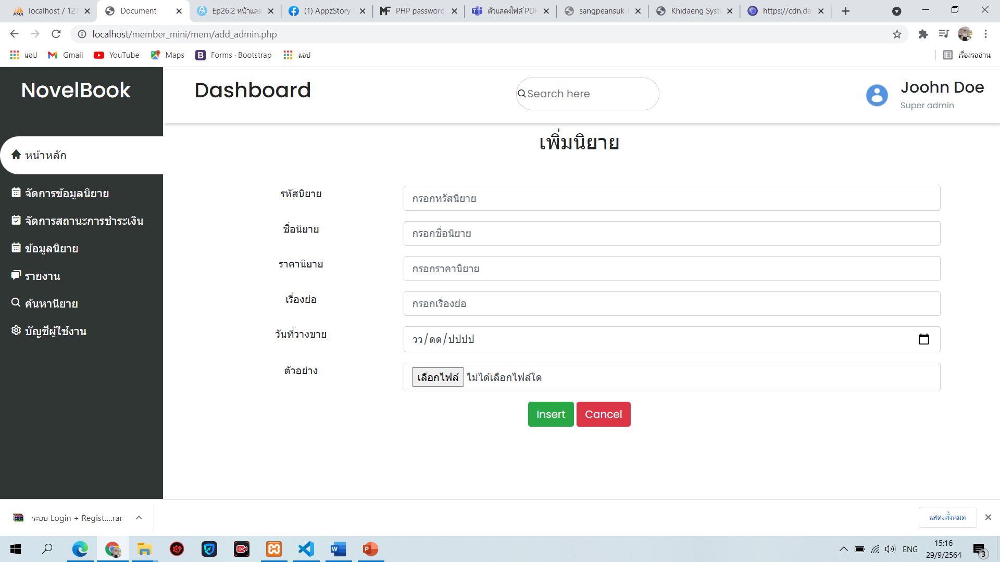 localhost / 127
Document
Ep26.2 หน้าแสด
(1) AppzStory
PHP password
ตัวแสดงไฟล์ PDF
sangpeansuk-
Khidaeng Syst
https://cdn.da
localhost/member_mini/mem/add_admin.php
แอป
Gmail
YouTube
Maps
Forms · Bootstrap
แอป
เรื่องรออ่าน
NovelBook
Dashboard
Search here
Joohn Doe
Super admin
หน้าหลัก
จัดการข้อมูลนิยาย
จัดการสถานะการชำระเงิน
ข้อมูลนิยาย
รายงาน
ค้นหานิยาย
บัญชีผู้ใช้งาน
เพิ่มนิยาย
รหัสนิยาย
กรอกหรัสนิยาย
ชื่อนิยาย
กรอกชื่อนิยาย
ราคานิยาย
กรอกราคานิยาย
เรื่องย่อ
กรอกเรื่องย่อ
วันที่วางขาย
วว/ดด/ปปปป
ตัวอย่าง
เลือกไฟล์ ไม่ได้เลือกไฟล์ใด
Insert
Cancel
ระบบ Login + Regist....rar
แสดงทั้งหมด
ENG
15:16
29/9/2564
3